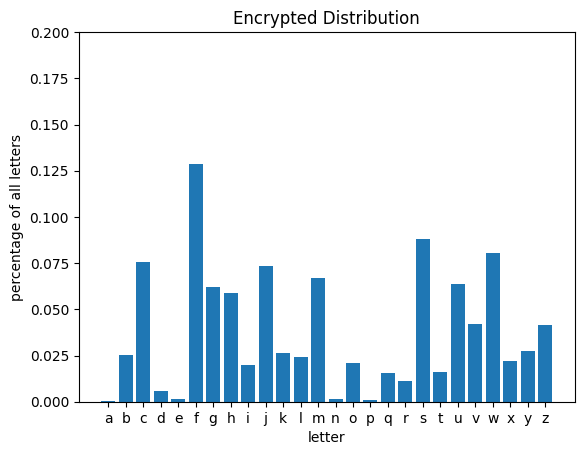 Encrypted Distribution
percentage of all letters
0.200
0.175
0.150
0.125
0.100
0.075
0.050
0.025
0.000
a b c d e f g h i j k l m n o p q r s t u v w x y z
letter